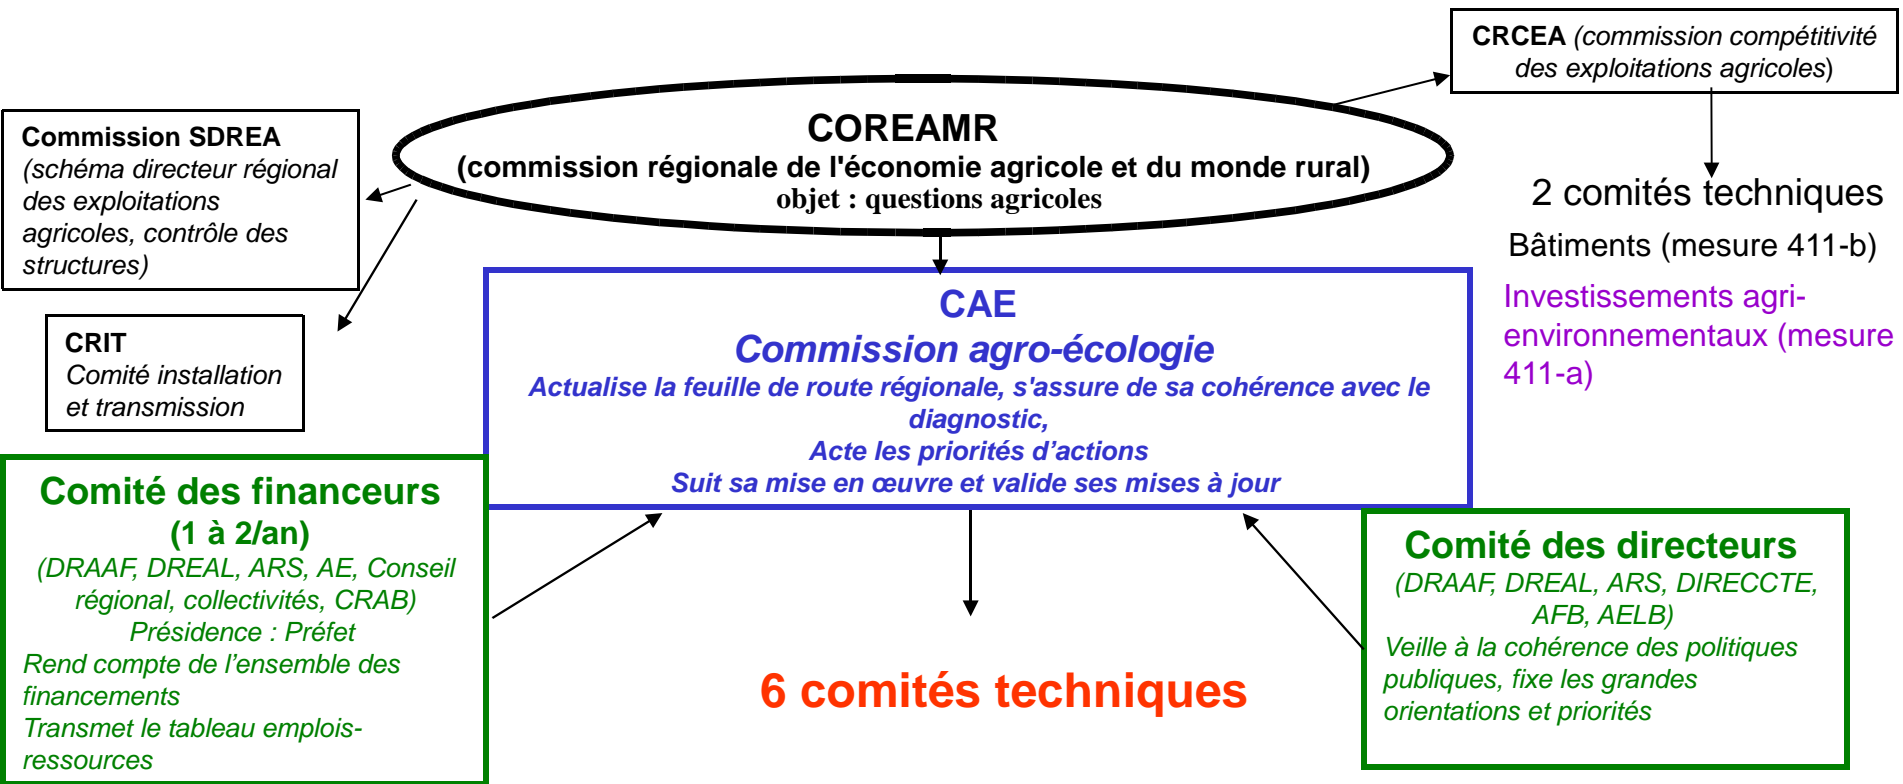 CRCEA (commission compétitivité
des exploitations agricoles)
COREAMR
(commission régionale de l'économie agricole et du monde rural)
objet : questions agricoles
Commission SDREA
(schéma directeur régional
des exploitations
agricoles, contrôle des
structures)
2 comités techniques
Bâtiments (mesure 411-b)
Investissements agri-
environnementaux (mesure
411-a)
CRIT
Comité installation
et transmission
CAE
Commission agro-écologie
Actualise la feuille de route régionale, s'assure de sa cohérence avec le
diagnostic,
Acte les priorités d’actions
Suit sa mise en œuvre et valide ses mises à jour
Comité des financeurs
(1 à 2/an)
(DRAAF, DREAL, ARS, AE, Conseil
régional, collectivités, CRAB)
Présidence : Préfet
Rend compte de l’ensemble des
financements
Transmet le tableau emplois-
ressources
6 comités techniques
Comité des directeurs
(DRAAF, DREAL, ARS, DIRECCTE,
AFB, AELB)
Veille à la cohérence des politiques
publiques, fixe les grandes
orientations et priorités